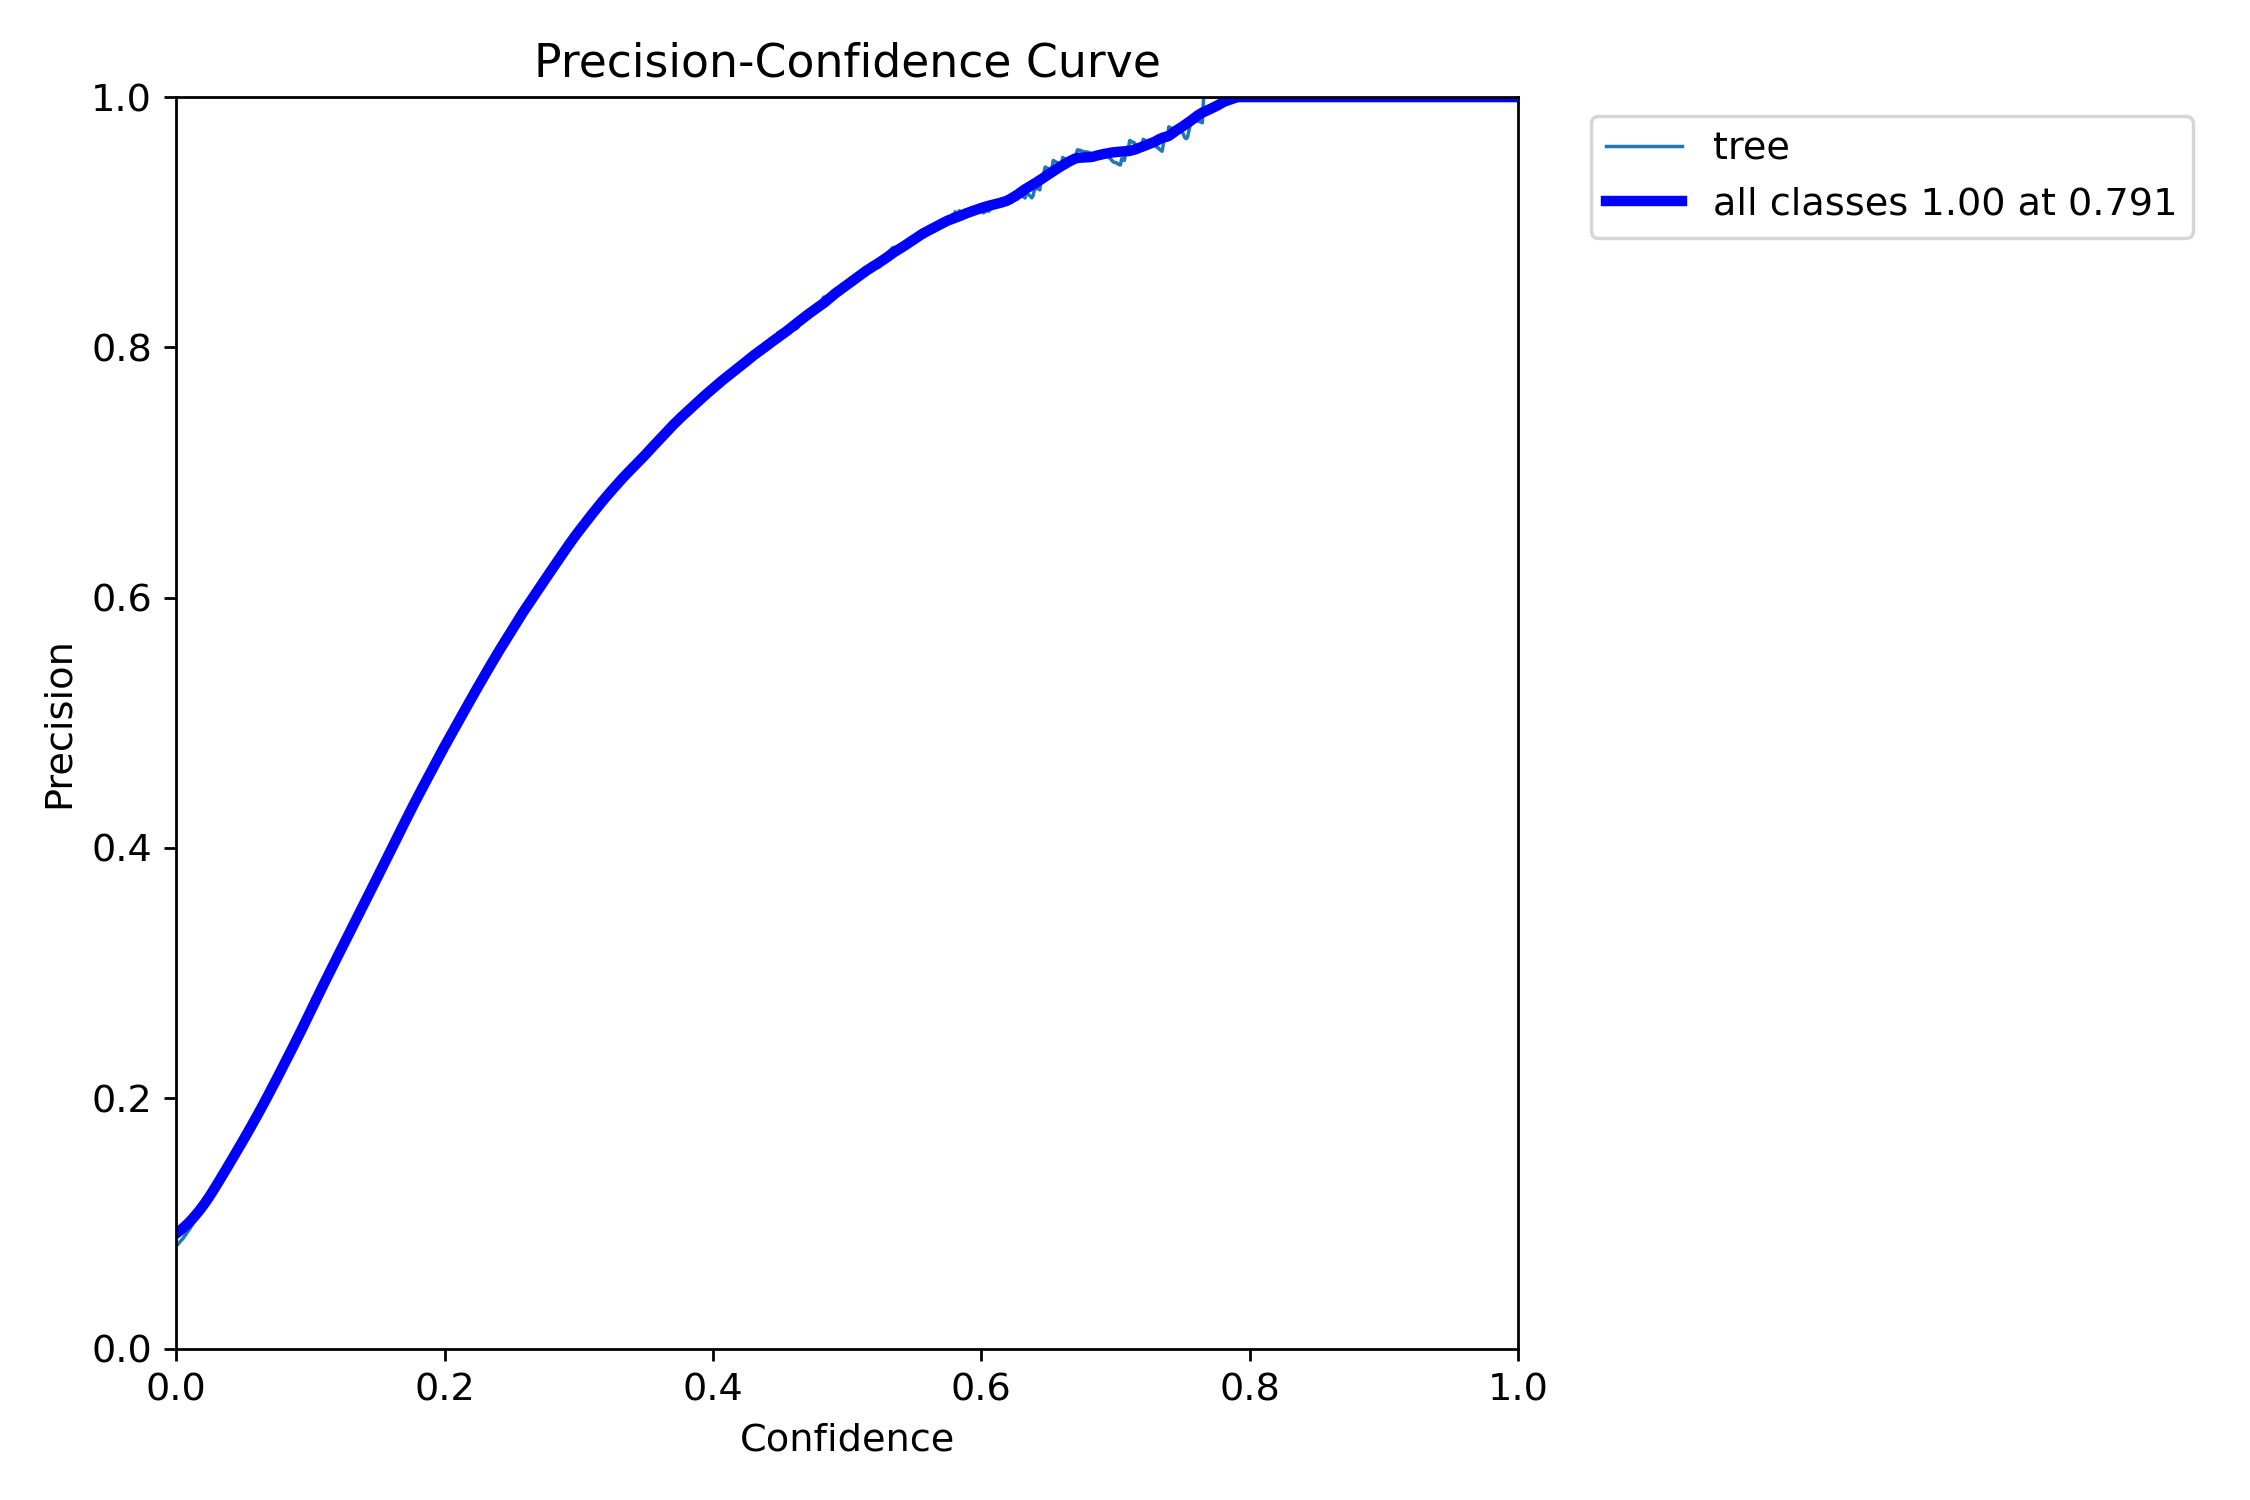 Precision-Confidence Curve
1.0
0.8
0.6
0.4
0.2
0.0
Precision
0.0 0.2 0.4 0.6 0.8 1.0
Confidence
tree
all classes 1.00 at 0.791